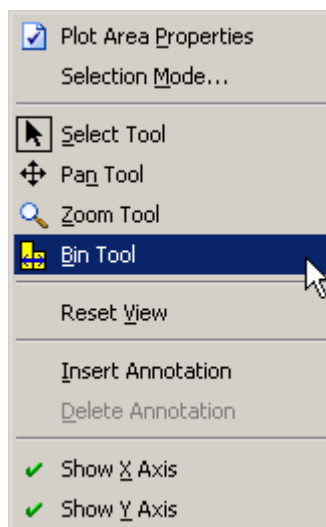 Plot Area Properties
Selection Mode...
Select Tool
Pan Tool
Zoom Tool
Bin Tool
Reset View
Insert Annotation
Delete Annotation
Show X Axis
Show Y Axis